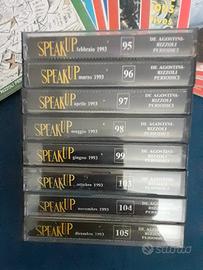 SPEAKUP febbraio 1993 95 DE AGOSTINI-
RIZZOLI
PERIODICI
SPEAKUP marzo 1993 96 DE AGOSTINI-
RIZZOLI
PERIODICI
SPEAKUP aprile 1993 97 DE AGOSTINI-
RIZZOLI
PERIODICI
SPEAKUP maggio 1993 98 DE AGOSTINI-
RIZZOLI
PERIODICI
SPEAKUP giugno 1993 99 DE AGOSTINI-
RIZZOLI
PERIODICI
SPEAKUP ottobre 1993 103 DE AGOSTINI-
RIZZOLI
PERIODICI
SPEAKUP novembre 1993 104 DE AGOSTINI-
RIZZOLI
PERIODICI
SPEAKUP dicembre 1993 105 DE AGOSTINI-
RIZZOLI
PERIODICI
subito